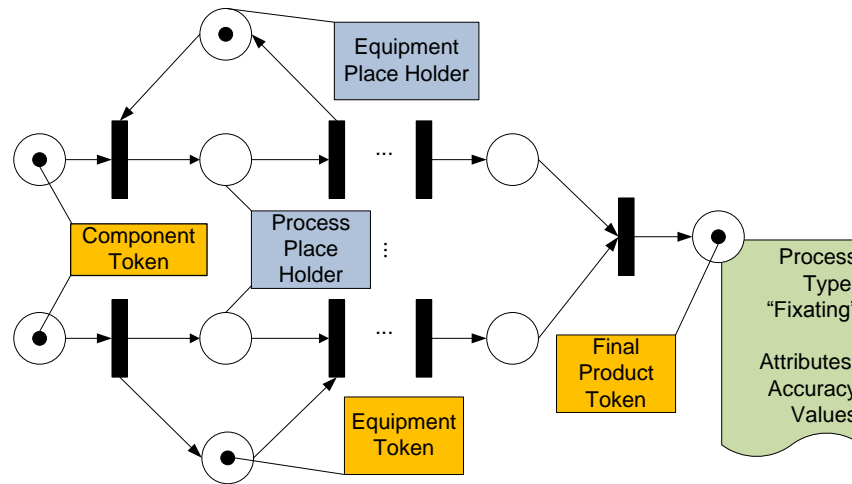 Equipment
Place Holder
...
Component
Token
Process
Place
Holder
...
Process
Type
“Fixating”
Attributes
Accuracy
Values
...
Final
Product
Token
Equipment
Token